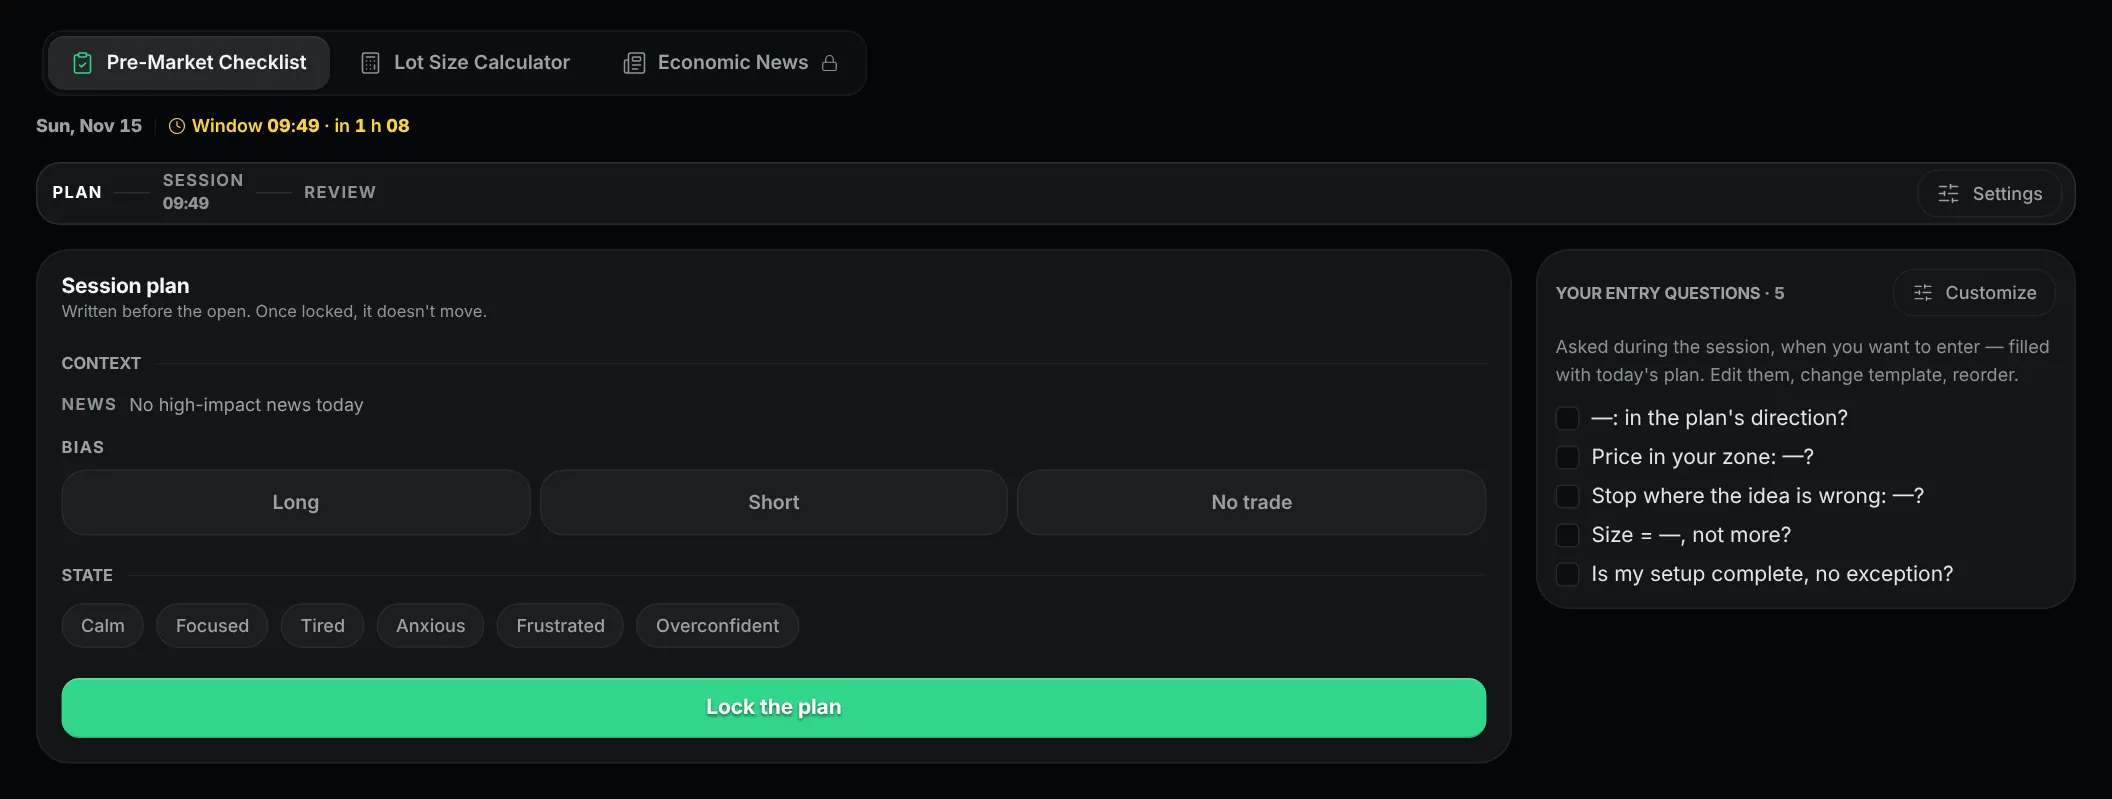 Pre-Market Checklist
Lot Size Calculator
Economic News
Sun, Nov 15
Window 09:49 · in 1 h 08
PLAN
SESSION
09:49
REVIEW
Settings
Session plan
Written before the open. Once locked, it doesn't move.
CONTEXT
NEWS No high-impact news today
BIAS
Long
Short
No trade
STATE
Calm
Focused
Tired
Anxious
Frustrated
Overconfident
Lock the plan
YOUR ENTRY QUESTIONS · 5
Customize
Asked during the session, when you want to enter — filled
with today's plan. Edit them, change template, reorder.
—: in the plan's direction?
Price in your zone: —?
Stop where the idea is wrong: —?
Size = —, not more?
Is my setup complete, no exception?